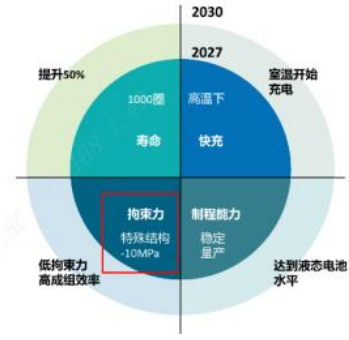 2030
2027
提升50%
室温开始
充电
1000圈
高温下
寿命
快充
拘束力
制程能力
特殊结构
-10MPa
稳定
量产
低拘束力
高成组效率
达到液态电池
水平